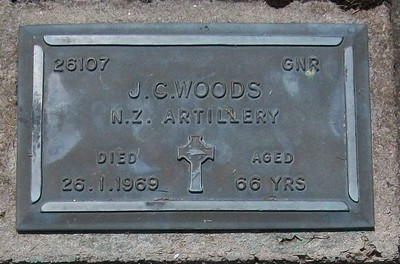 26107 GNR
J.C.WOODS
N.Z. ARTILLERY
DIED AGED
26.1.1969 66 YRS